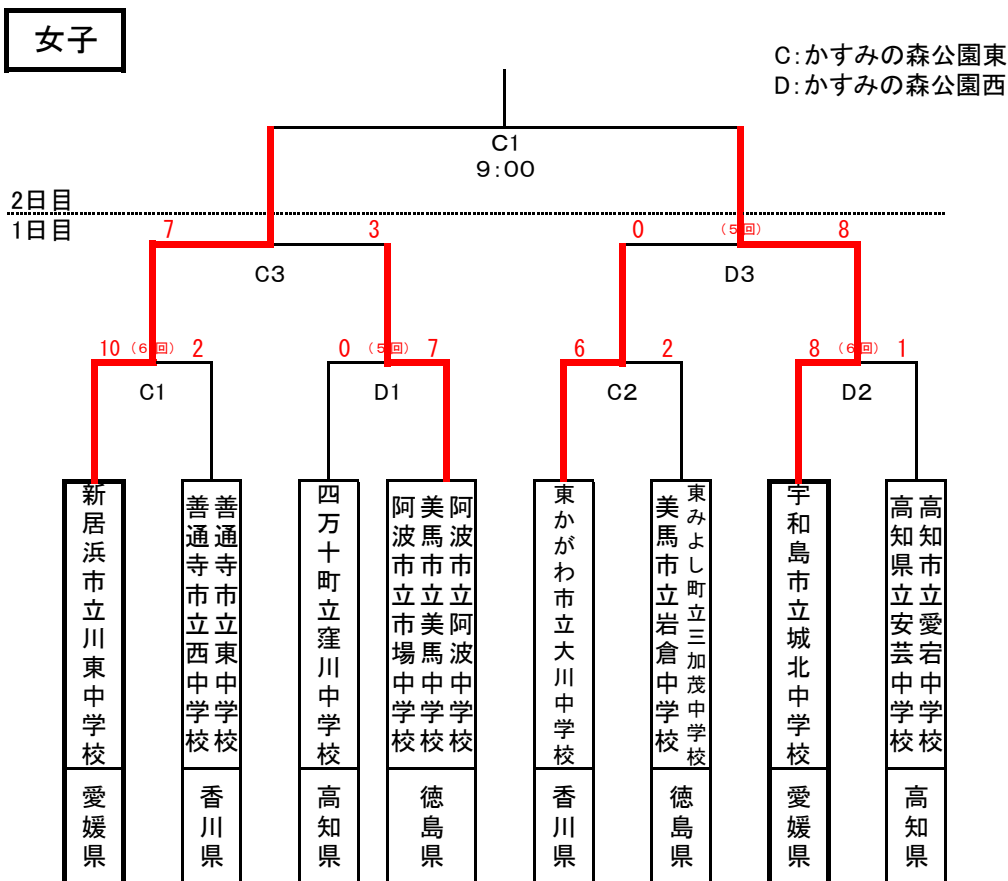 女子
C:かすみの森公園東
D:かすみの森公園西
C1
9:00
2日目
1日目
7
3
0
(5回)
8
C3
D3
10
(6回)
2
0
(5回)
7
6
2
8
(6回)
1
C1
D1
C2
D2
新居浜市立川東中学校
愛媛県
善通寺市立東中学校
善通寺市立西中学校
香川県
四万十町立窪川中学校
高知県
阿波市立阿波中学校
美馬市立美馬中学校
阿波市立市場中学校
徳島県
東かがわ市立大川中学校
香川県
東みよし町立三加茂中学校
美馬市立岩倉中学校
徳島県
宇和島市立城北中学校
愛媛県
高知市立愛宕中学校
高知県立安芸中学校
高知県